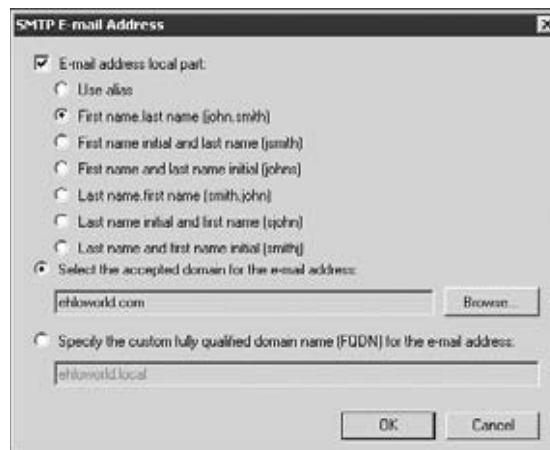 SMTP E-mail Address
E-mail address local part:
Use alias
First name.last name (john.smith)
First name initial and last name (jsmith)
First name and last name initial (johns)
Last name.first name (smith.john)
Last name initial and first name (sjohn)
Last name and first name initial (smithj)
Select the accepted domain for the e-mail address:
ehloworld.com
Browse...
Specify the custom fully qualified domain name (FQDN) for the e-mail address:
ehloworld.local
OK
Cancel